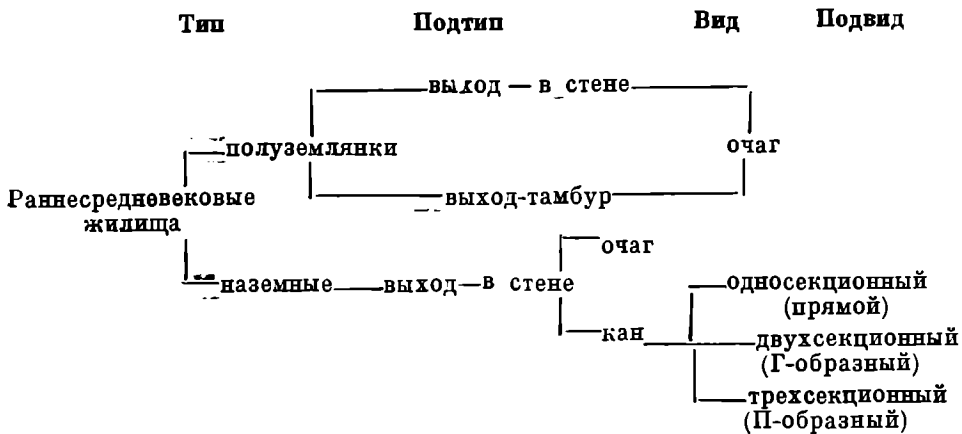 Тип Подтип Вид Подвид
выход — в стене
полуземлянки очаг
Раннесредневековые
жилища
выход-тамбур
очаг
наземные выход—в стене
односекционный
(прямой)
кан
двухсекционный
(Г-образный)
трехсекционный
(П-образный)